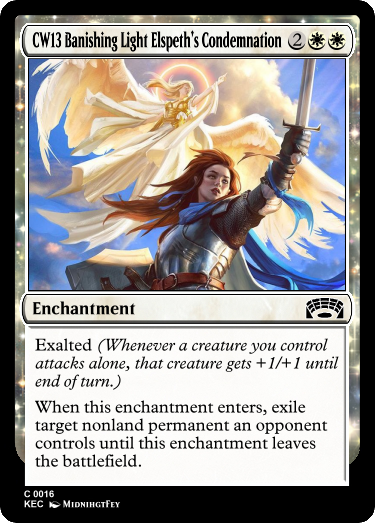 CW13 Banishing Light Elspeth's Condemnation 2
Enchantment
Exalted (Whenever a creature you control
attacks alone, that creature gets +1/+1 until
end of turn.)
When this enchantment enters, exile
target nonland permanent an opponent
controls until this enchantment leaves
the battlefield.
C 0016
KEC MidnihgtFey